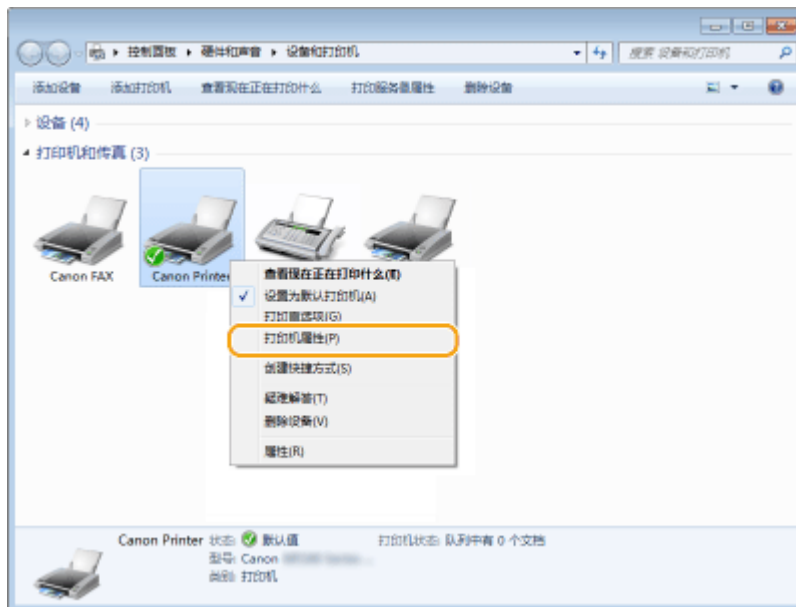 控制面板 ▸ 硬件和声音 ▸ 设备和打印机
搜索 设备和打印机
添加设备 添加打印机 查看现在正在打印什么 打印服务器属性 删除设备
设备 (4)
打印机和传真 (3)
Canon FAX Canon Printer
查看现在正在打印什么(E)
设置为默认打印机(A)
打印首选项(G)
打印机属性(P)
创建快捷方式(S)
疑难解答(T)
删除设备(V)
属性(R)
Canon Printer 状态: 默认值 打印机状态: 队列中有 0 个文档
型号: Canon
类别: 打印机